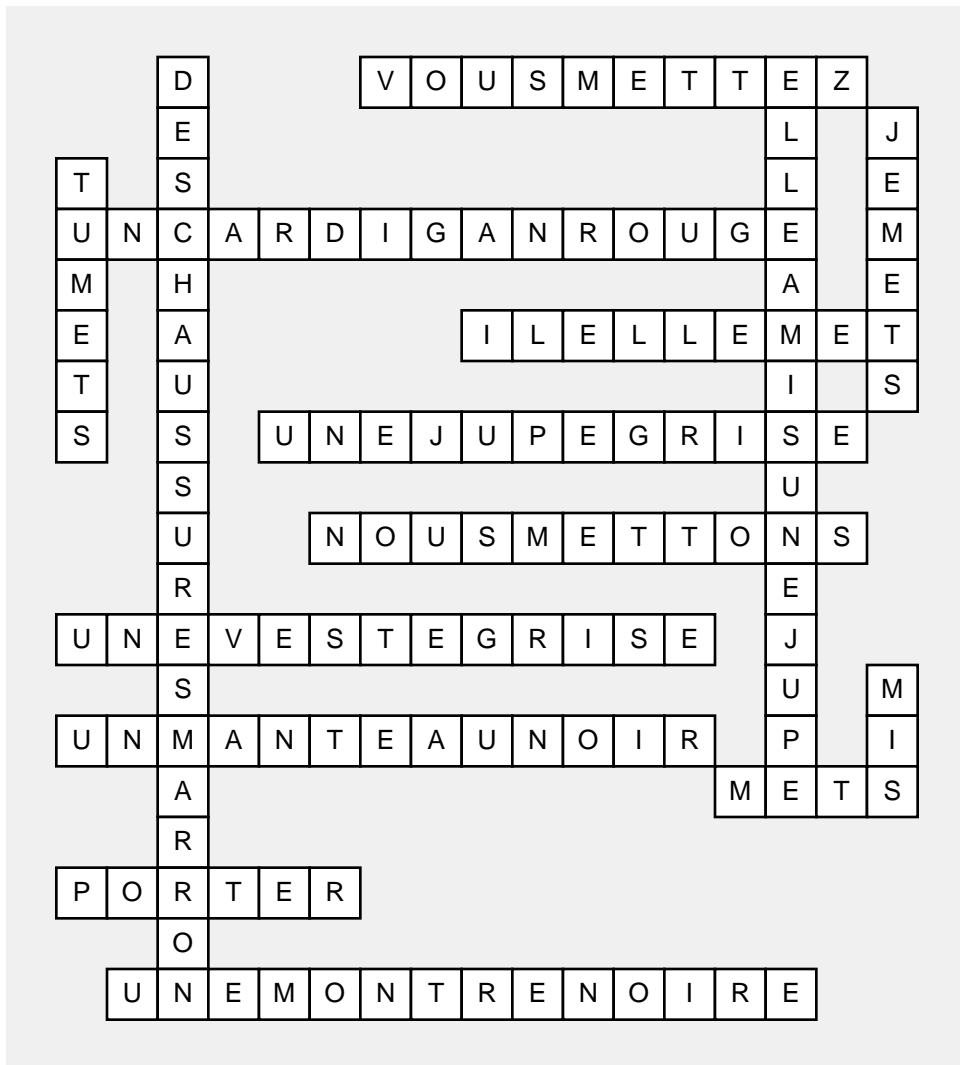 DESCHAUSSURESMARRON
VOUSMETTEZ
ELLEAMISUNEJUPE
JEMETS
TUMETS
UNCARDIGANROUGE
ILELLEMET
UNEJUPEGRISE
NOUSMETTONS
UNEVESTEGRISE
MIS
UNMANTEAUNOIR
METS
PORTER
UNEMONTRENOIRE